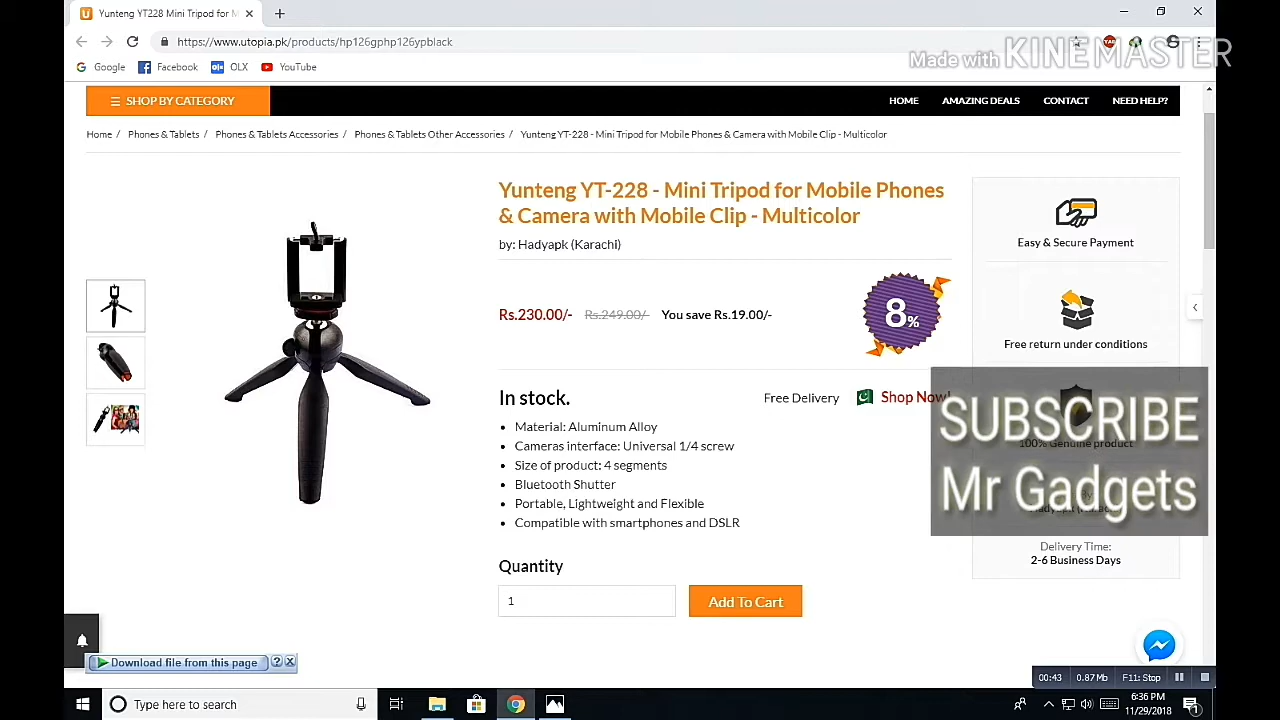 Yunteng YT228 Mini Tripod for M
https://www.utopia.pk/products/hp126gphp126ypblack
Made with KINEMASTER
Google Facebook OLX YouTube
SHOP BY CATEGORY
HOME AMAZING DEALS CONTACT NEED HELP?
Home / Phones & Tablets / Phones & Tablets Accessories / Phones & Tablets Other Accessories / Yunteng YT-228 - Mini Tripod for Mobile Phones & Camera with Mobile Clip - Multicolor
Yunteng YT-228 - Mini Tripod for Mobile Phones
& Camera with Mobile Clip - Multicolor
by: Hadyapk (Karachi)
Rs.230.00/- Rs.249.00/- You save Rs.19.00/-
8%
Easy & Secure Payment
Free return under conditions
In stock.
Free Delivery Shop Now!
Material: Aluminum Alloy
Cameras interface: Universal 1/4 screw
Size of product: 4 segments
Bluetooth Shutter
Portable, Lightweight and Flexible
Compatible with smartphones and DSLR
SUBSCRIBE
100% Genuine product
Mr Gadgets
Delivery Time:
2-6 Business Days
Quantity
1
Add To Cart
Download file from this page ?
00:43 0.87 Mb F11: Stop
Type here to search
6:36 PM
11/29/2018
1